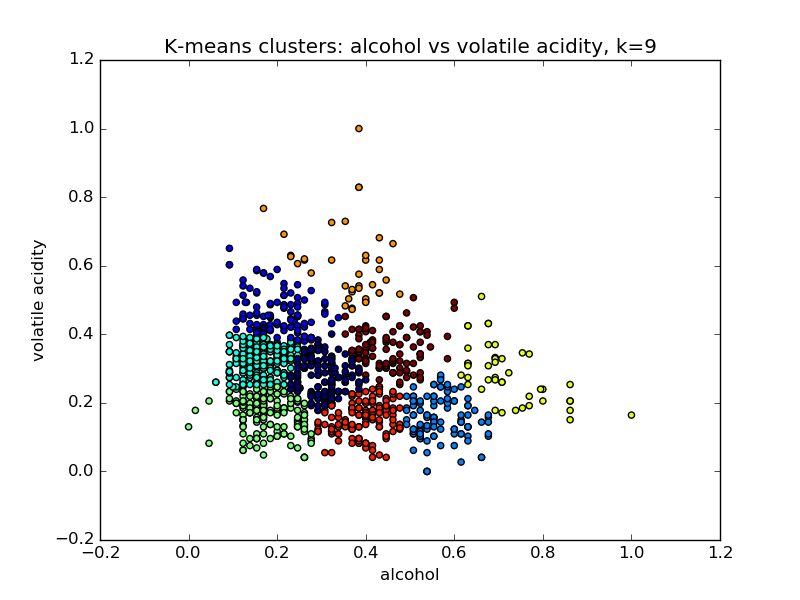 K-means clusters: alcohol vs volatile acidity, k=9
1.2
1.0
0.8
0.6
0.4
0.2
0.0
−0.2
volatile acidity
−0.2 0.0 0.2 0.4 0.6 0.8 1.0 1.2
alcohol